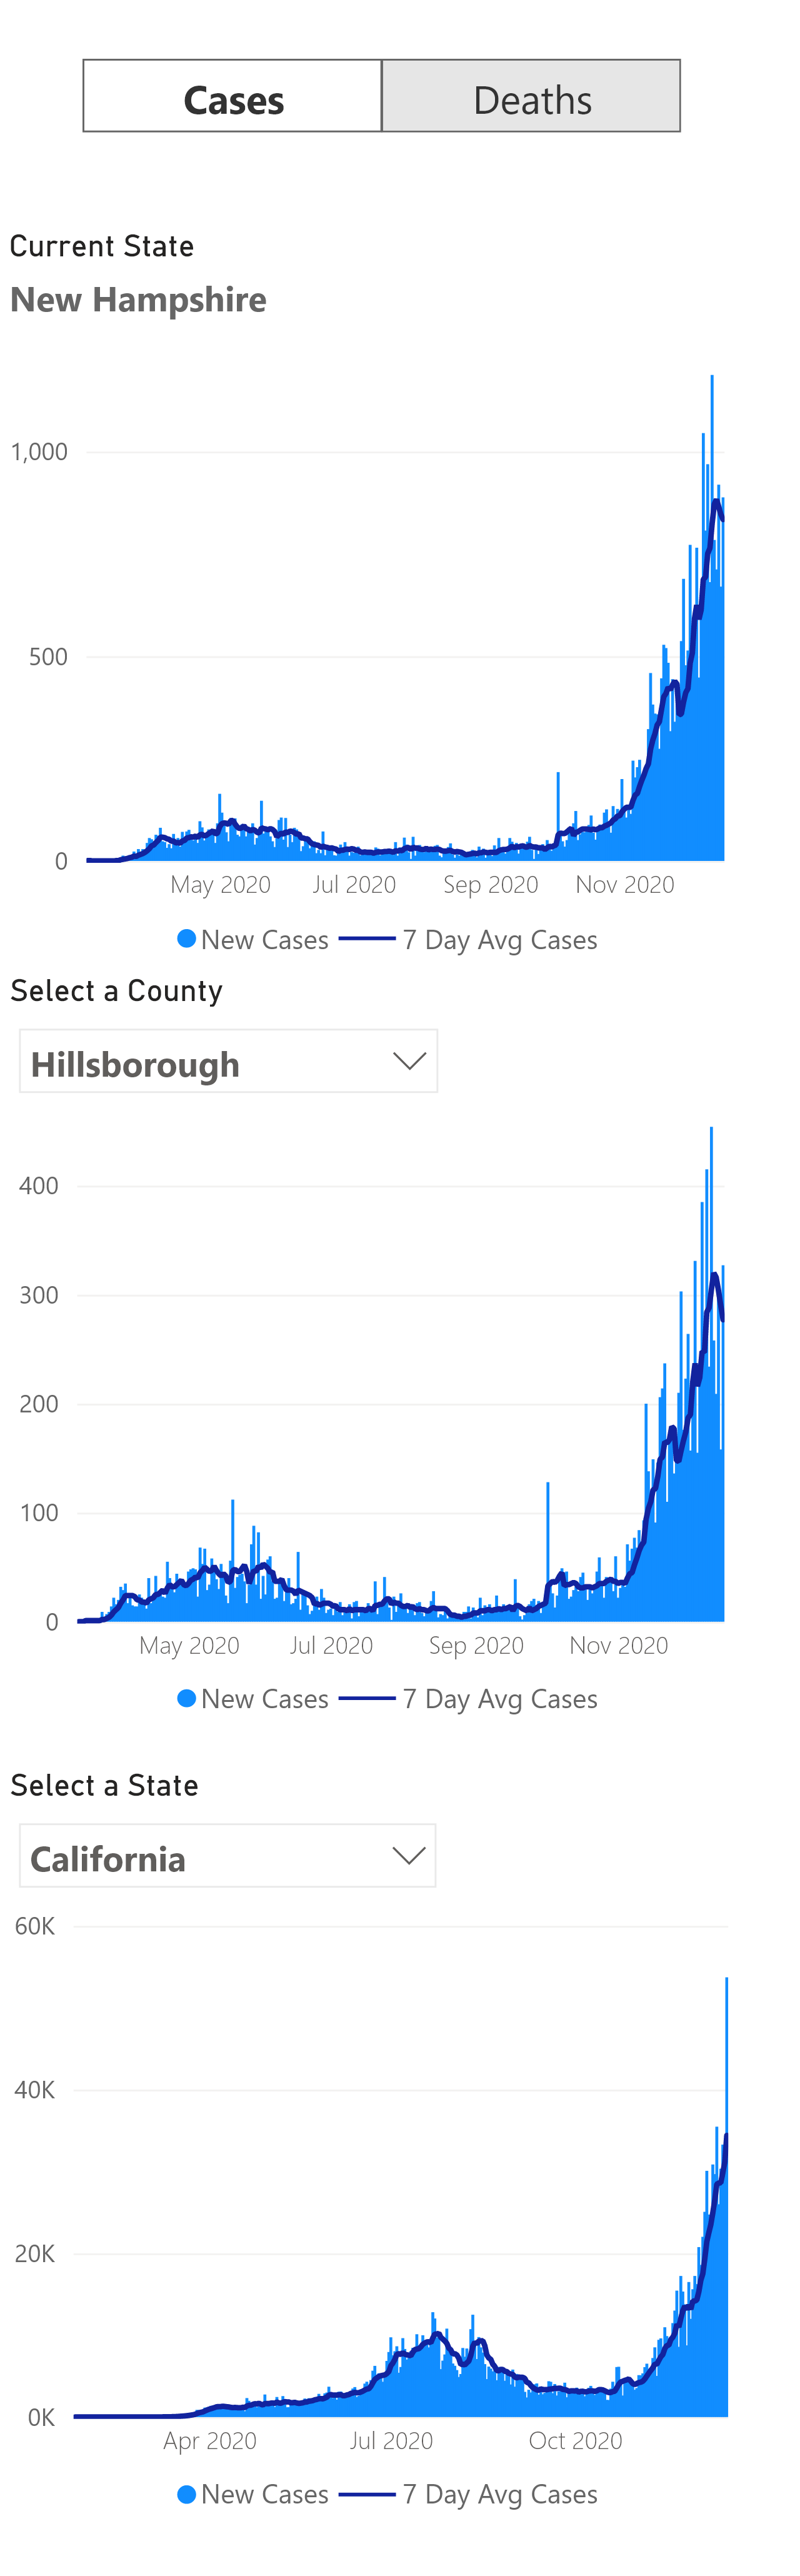 Cases Deaths
Current State
New Hampshire
1,000
500
0
May 2020 Jul 2020 Sep 2020 Nov 2020
New Cases 7 Day Avg Cases
Select a County
Hillsborough
400
300
200
100
0
May 2020 Jul 2020 Sep 2020 Nov 2020
New Cases 7 Day Avg Cases
Select a State
California
60K
40K
20K
0K
Apr 2020 Jul 2020 Oct 2020
New Cases 7 Day Avg Cases